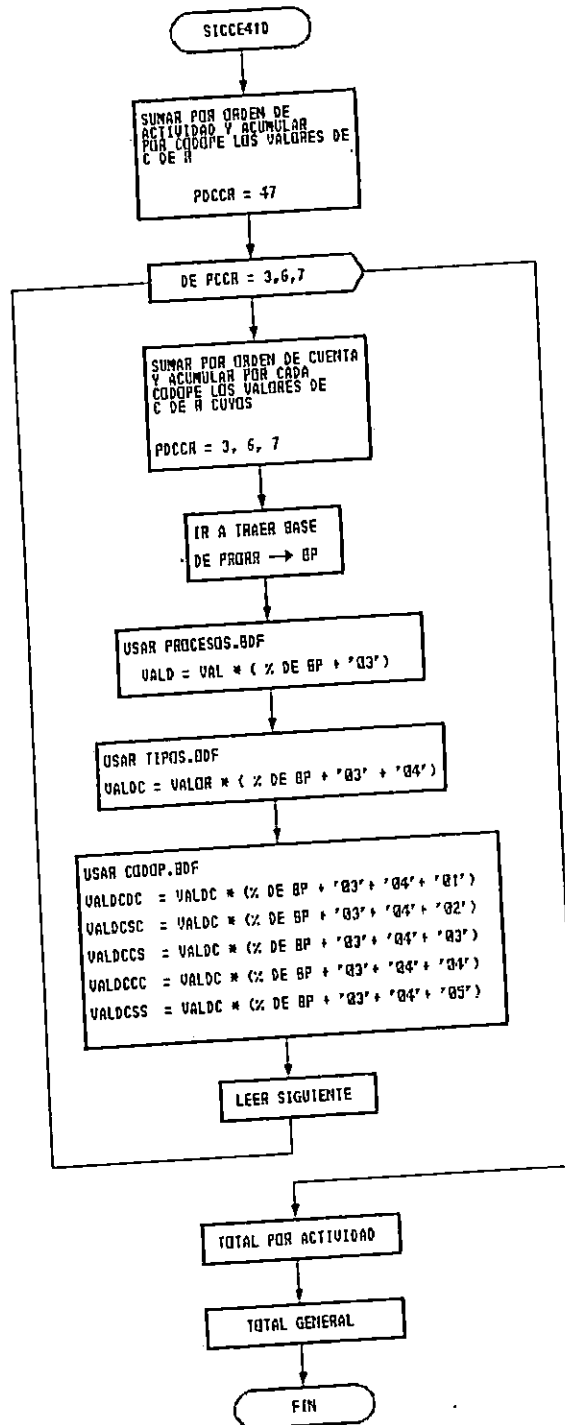 SICCE410
SUMAR POR ORDEN DE
ACTIVIDAD Y ACUMULAR
POR CODOPE LOS VALORES DE
C DE R
PDCCR = 47
DE PCCR = 3,6,7
SUMAR POR ORDEN DE CUENTA
Y ACUMULAR POR CADA
CODOPE LOS VALORES DE
C DE R CUYOS
PDCCR = 3, 6, 7
IR A TRAER BASE
DE PRORR → BP
USAR PROCESOS.BDF
VALD = VAL * ( % DE BP + '03')
USAR TIPOS.BDF
VALDC = VALOR * ( % DE BP + '03' + '04')
USAR CODOP.BDF
VALDCDC = VALDC * (% DE BP + '03'+ '04'+ '01')
VALDCSC = VALDC * (% DE BP + '03'+ '04'+ '02')
VALDCCS = VALDC * (% DE BP + '03'+ '04'+ '03')
VALDCCC = VALDC * (% DE BP + '03'+ '04'+ '04')
VALDCSS = VALDC * (% DE BP + '03'+ '04'+ '05')
LEER SIGUIENTE
TOTAL POR ACTIVIDAD
TOTAL GENERAL
FIN